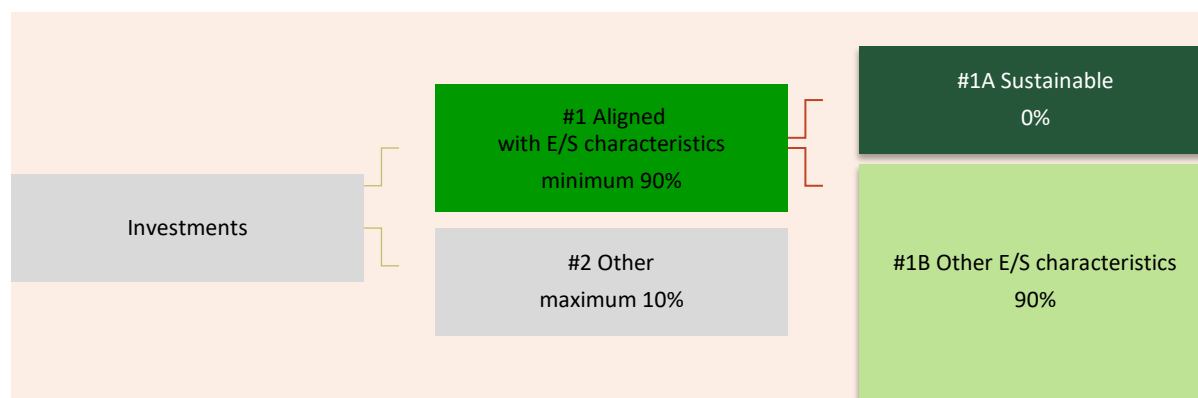 Investments
#1 Aligned
with E/S characteristics
minimum 90%
#2 Other
maximum 10%
#1A Sustainable
0%
#1B Other E/S characteristics
90%